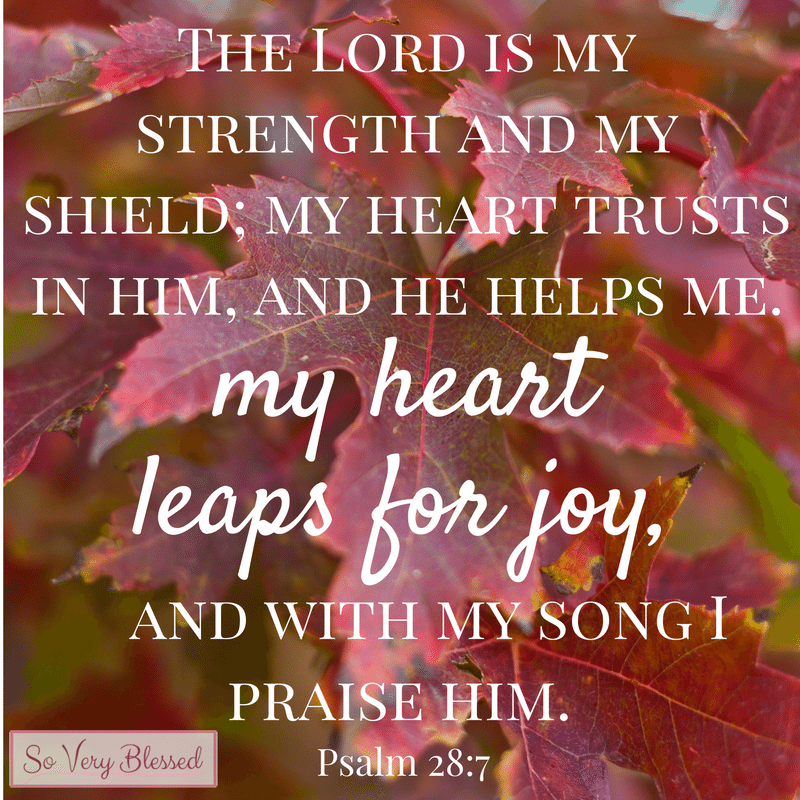 The Lord is my
strength and my
shield; my heart trusts
in him, and he helps me.
my heart
leaps for joy,
and with my song I
praise him.
Psalm 28:7
So Very Blessed